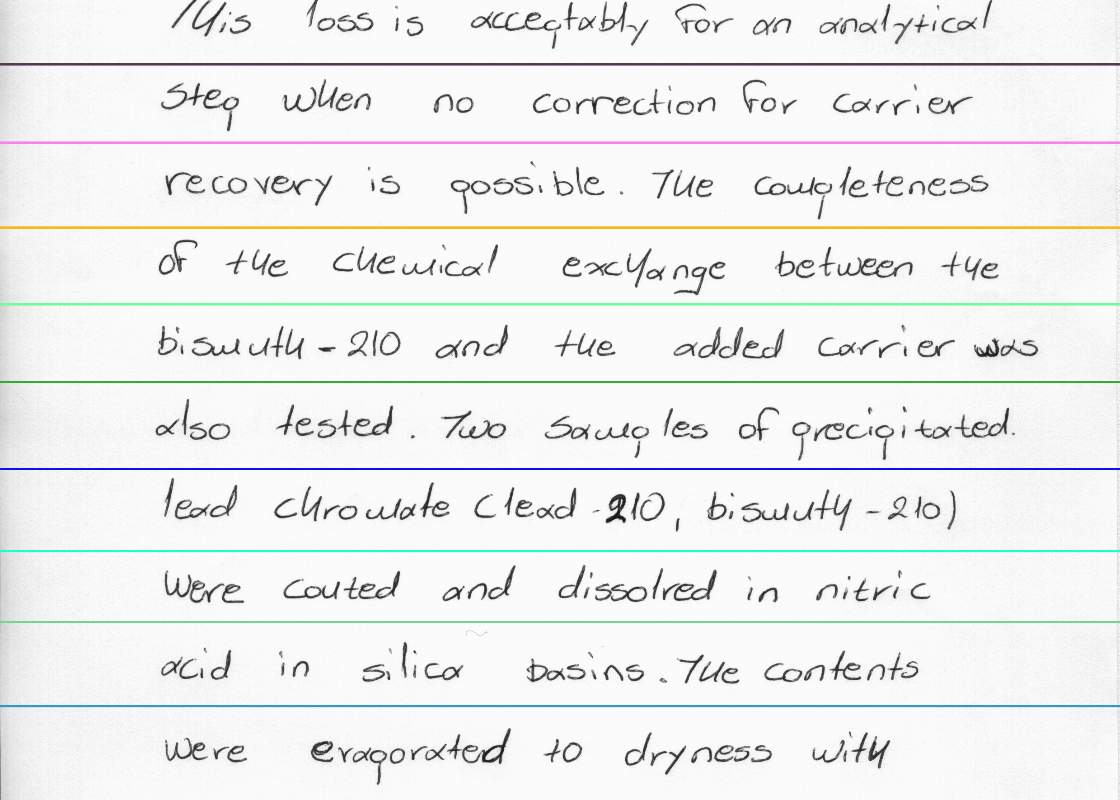 This loss is acceptably for an analytical
step when no correction for carrier
recovery is possible. The completeness
of the chemical exchange between the
bismuth-210 and the added carrier was
also tested. Two samples of precipitated.
lead chromate (lead-210, bismuth-210)
were couted and dissolved in nitric
acid in silica basins. The contents
were evaporated to dryness with